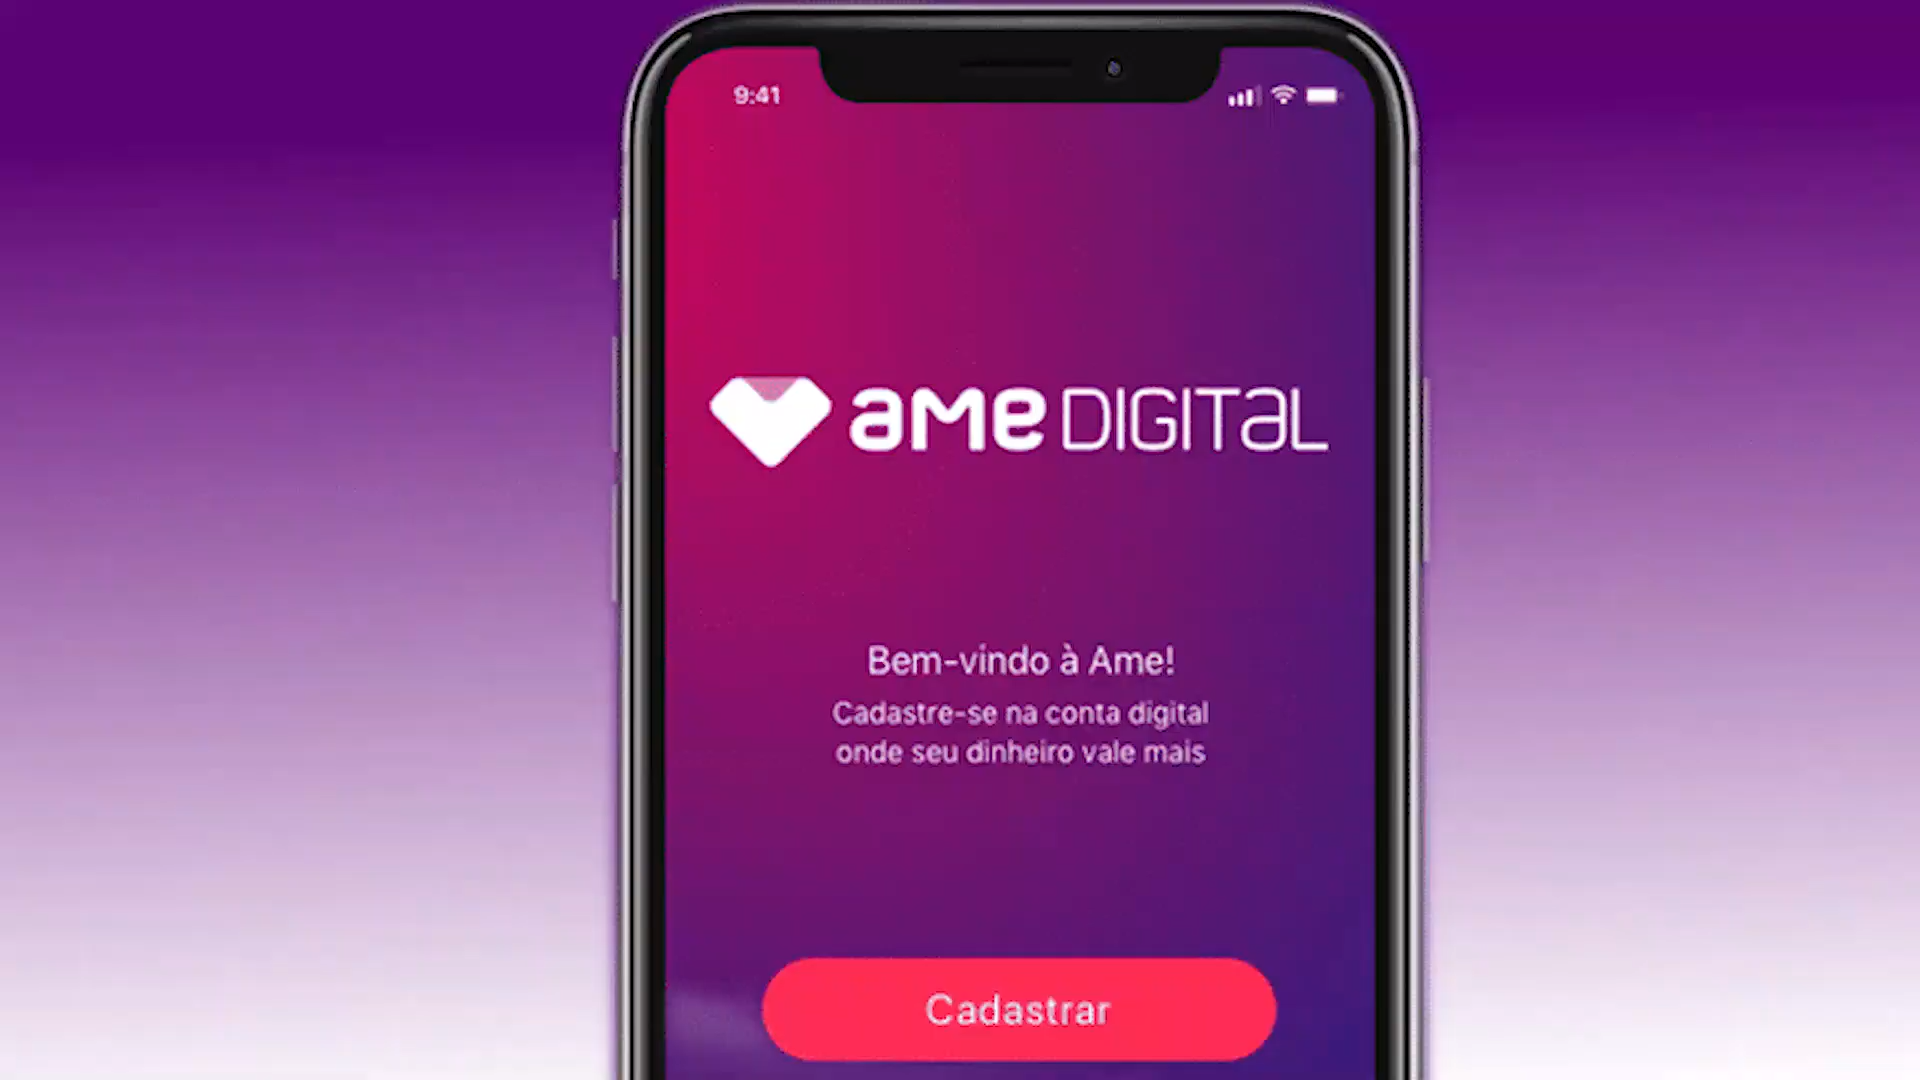 9:41
ame DIGITAL
Bem-vindo à Ame!
Cadastre-se na conta digital
onde seu dinheiro vale mais
Cadastrar